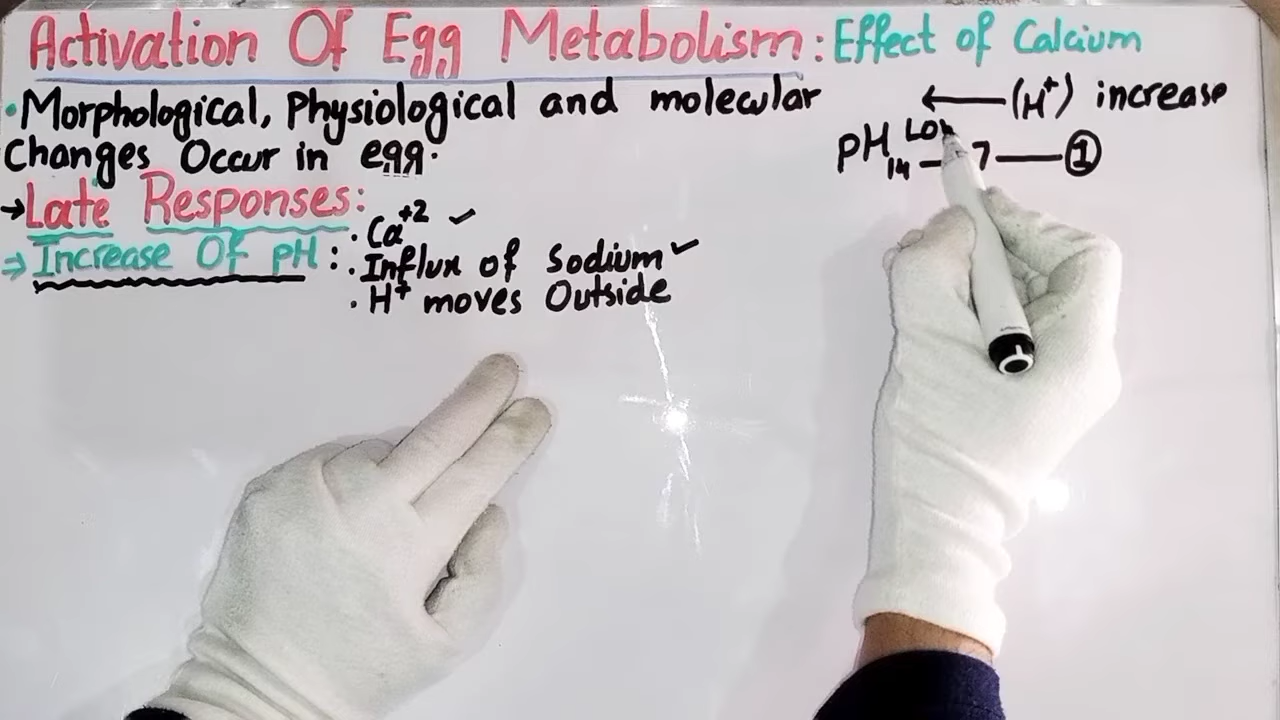 Activation Of Egg Metabolism: Effect of Calcium
• Morphological, Physiological and molecular
Changes Occur in egg.
→ Late Responses:
⇒ Increase Of pH : • Ca+2 ✓
• Influx of Sodium ✓
• H+ moves Outside
← (H+) increase
Low
pH 14 — 7 — 1